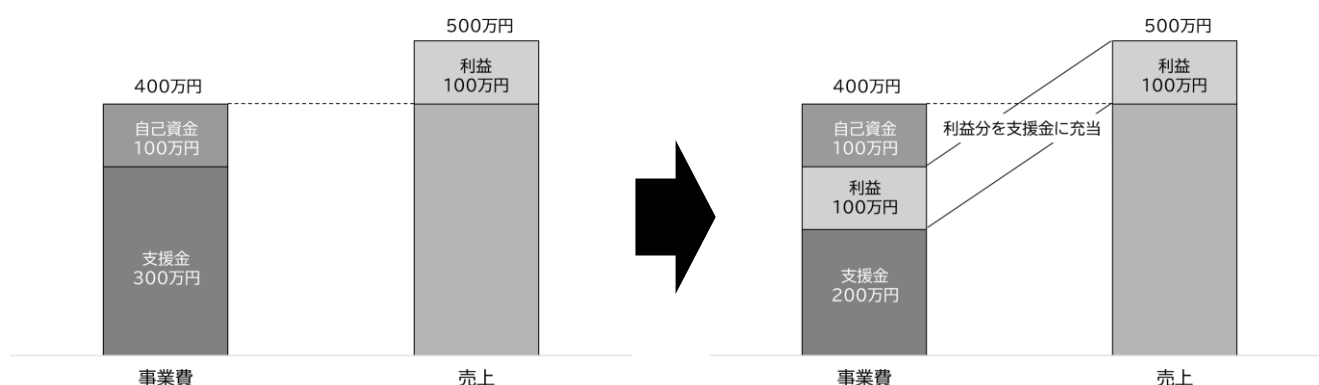 400万円
自己資金
100万円
支援金
300万円
事業費
500万円
利益
100万円
売上
400万円
自己資金
100万円
利益
100万円
支援金
200万円
事業費
利益分を支援金に充当
500万円
利益
100万円
売上